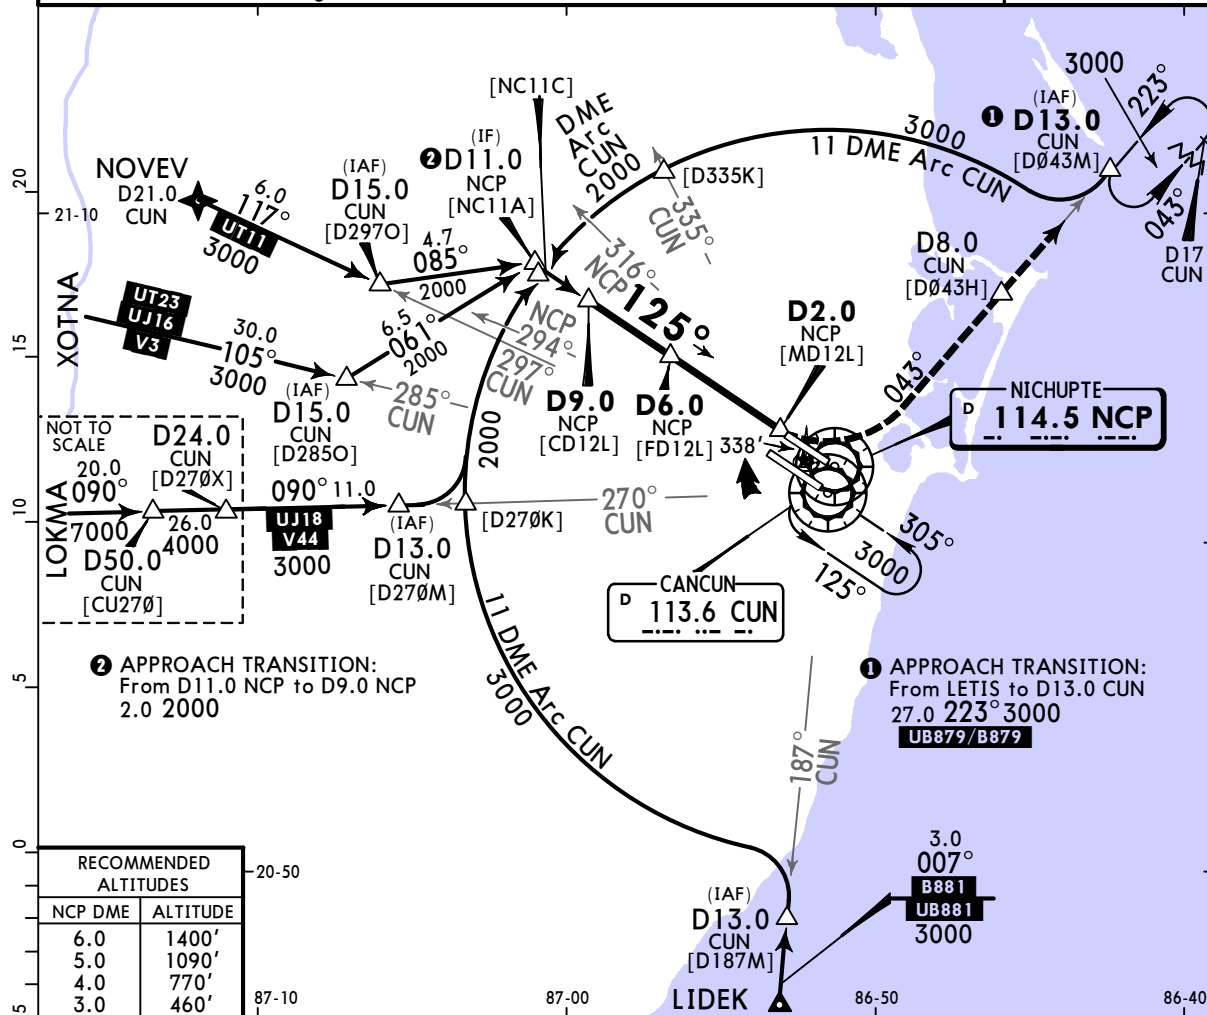 [NC11C]
DME
Arc
CUN
2000
3000
11 DME Arc CUN
3000
❶ (IAF)
D13.0
CUN
[DØ43M]
223°
043°
D17
CUN
NOVEV
D21.0
CUN
6.0
117°
UT11
3000
(IAF)
D15.0
CUN
[D297O]
(IF)
❷ D11.0
NCP
[NC11A]
4.7
085°
2000
[D335K]
335°
CUN
316°
NCP
D8.0
CUN
[DØ43H]
20
21-10
XOTNA
UT23
UJ16
V3
30.0
105°
3000
6.5
061°
2000
NCP
294°
297°
CUN
125°
D2.0
NCP
[MD12L]
043°
15
(IAF)
D15.0
CUN
[D285O]
285°
CUN
D9.0
NCP
[CD12L]
D6.0
NCP
[FD12L]
338'
NICHUPTE
D 114.5 NCP
NOT TO
SCALE
D24.0
CUN
[D27ØX]
LOKMA
20.0
090°
7000
26.0
4000
D50.0
CUN
[CU27Ø]
090° 11.0
UJ18
V44
3000
(IAF)
D13.0
CUN
[D27ØM]
2000
[D27ØK]
270°
CUN
10
305°
3000
125°
CANCUN
D 113.6 CUN
11 DME Arc CUN
3000
❷ APPROACH TRANSITION:
From D11.0 NCP to D9.0 NCP
2.0 2000
❶ APPROACH TRANSITION:
From LETIS to D13.0 CUN
27.0 223° 3000
UB879/B879
5
187°
CUN
0
20-50
RECOMMENDED
ALTITUDES
NCP DME ALTITUDE
6.0 1400'
5.0 1090'
4.0 770'
3.0 460'
(IAF)
D13.0
CUN
[D187M]
3.0
007°
B881
UB881
3000
LIDEK
5
87-10
87-00
86-50
86-40